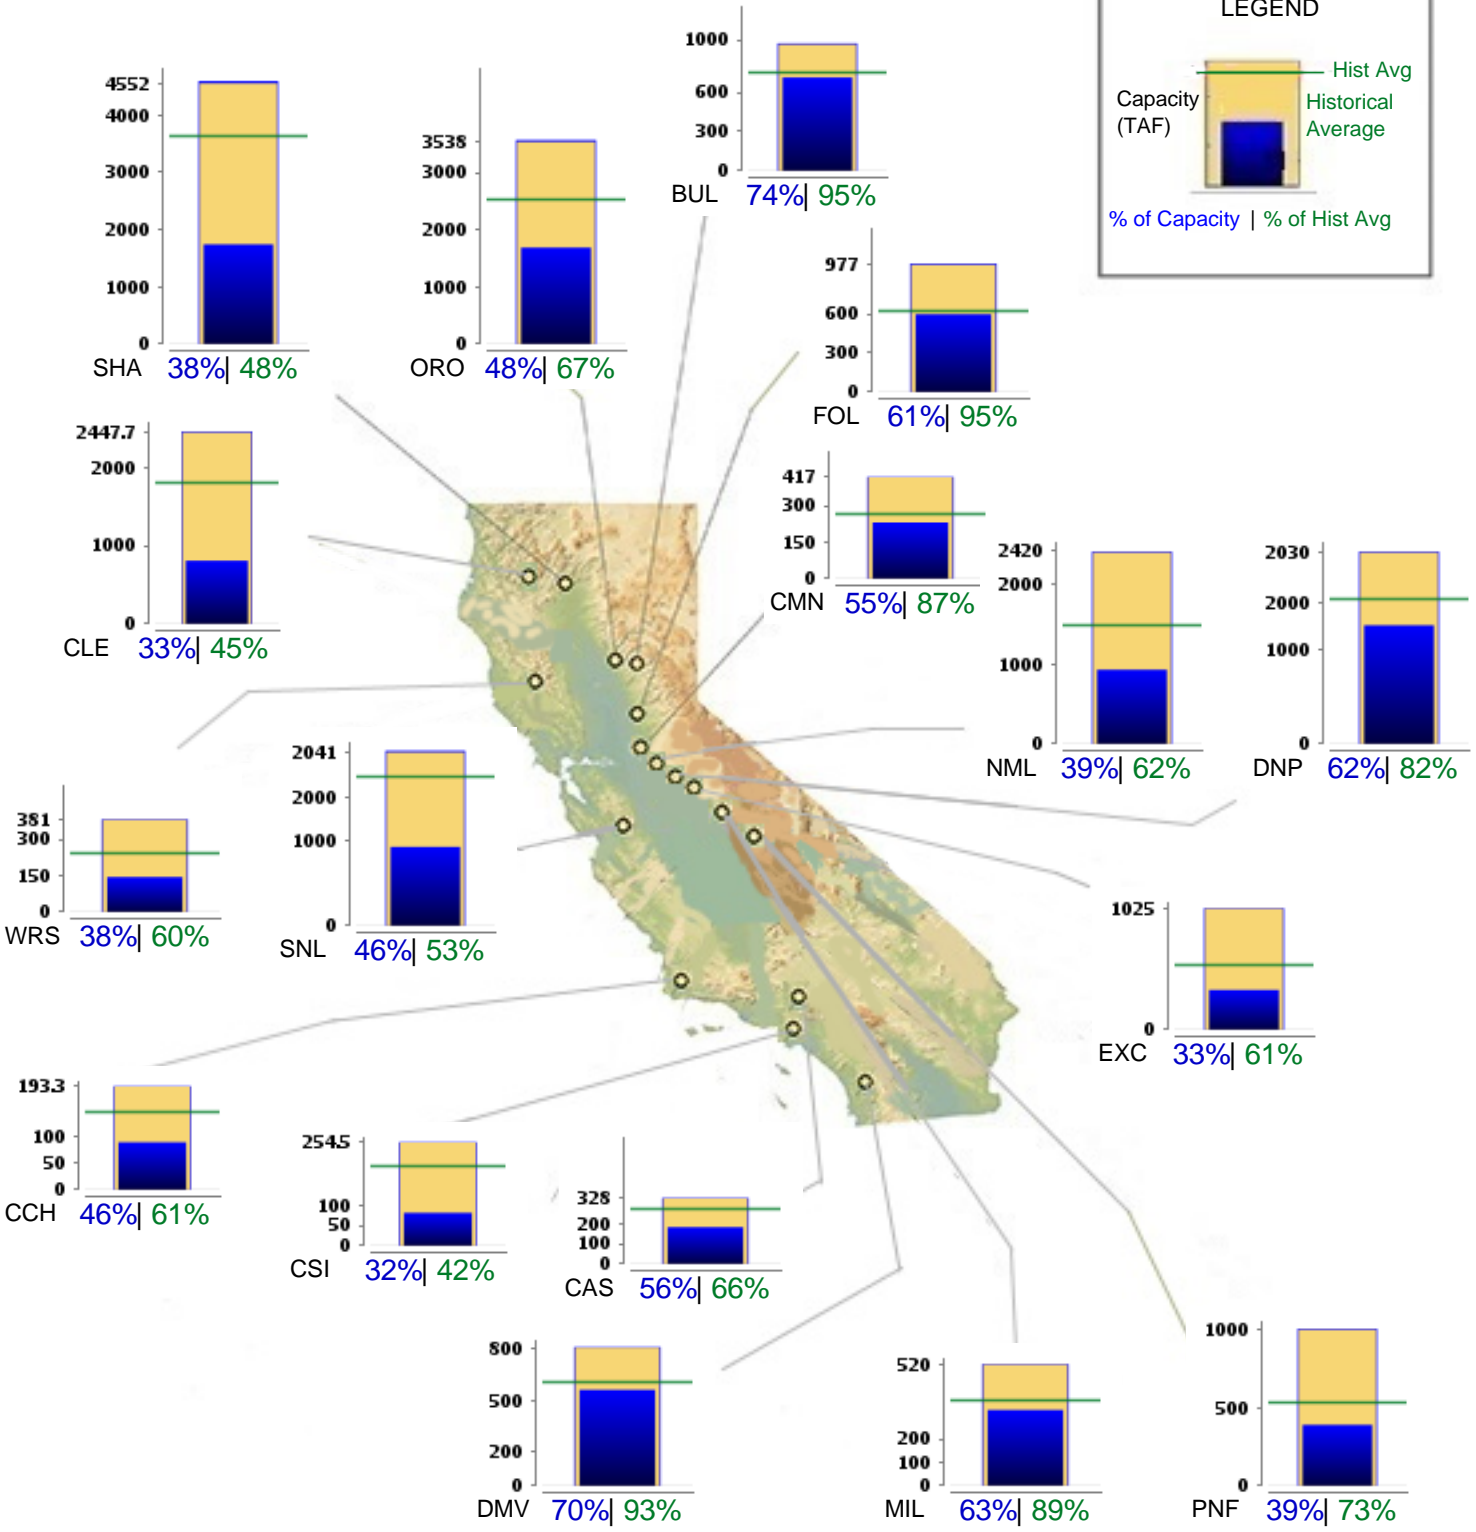 LEGEND
Hist Avg
Capacity
(TAF)
Historical
Average
% of Capacity | % of Hist Avg
1000
600
300
0
BUL 74%| 95%
4552
4000
3000
2000
1000
0
SHA 38%| 48%
3538
3000
2000
1000
0
ORO 48%| 67%
977
600
300
0
FOL 61%| 95%
2447.7
2000
1000
0
CLE 33%| 45%
417
300
150
0
CMN 55%| 87%
2420
2000
1000
0
NML 39%| 62%
2030
2000
1000
0
DNP 62%| 82%
381
300
150
0
WRS 38%| 60%
2041
2000
1000
0
SNL 46%| 53%
1025
0
EXC 33%| 61%
193.3
100
50
0
CCH 46%| 61%
254.5
100
50
0
CSI 32%| 42%
328
200
100
0
CAS 56%| 66%
800
500
200
0
DMV 70%| 93%
520
200
100
0
MIL 63%| 89%
1000
500
0
PNF 39%| 73%